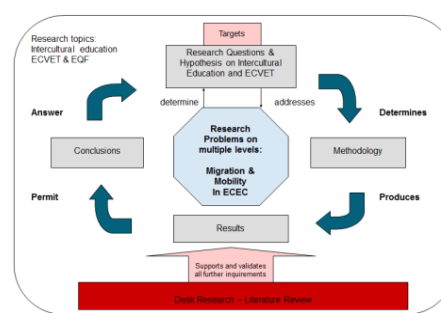 Research topics:
Intercultural education
ECVET & EQF
Targets
Research Questions &
Hypothesis on Intercultural
Education and ECVET
determine
addresses
Answer
Determines
Research
Problems on
multiple levels:
Migration &
Mobility
In ECEC
Conclusions
Methodology
Permit
Produces
Results
Supports and validates
all further inquirements
Desk Research – Literature Review